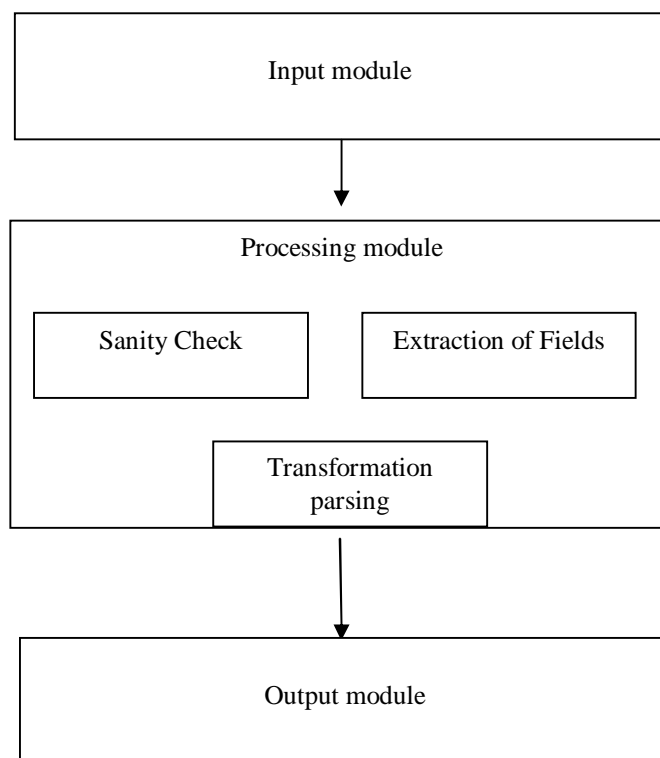 Input module
Processing module
Sanity Check
Extraction of Fields
Transformation
parsing
Output module